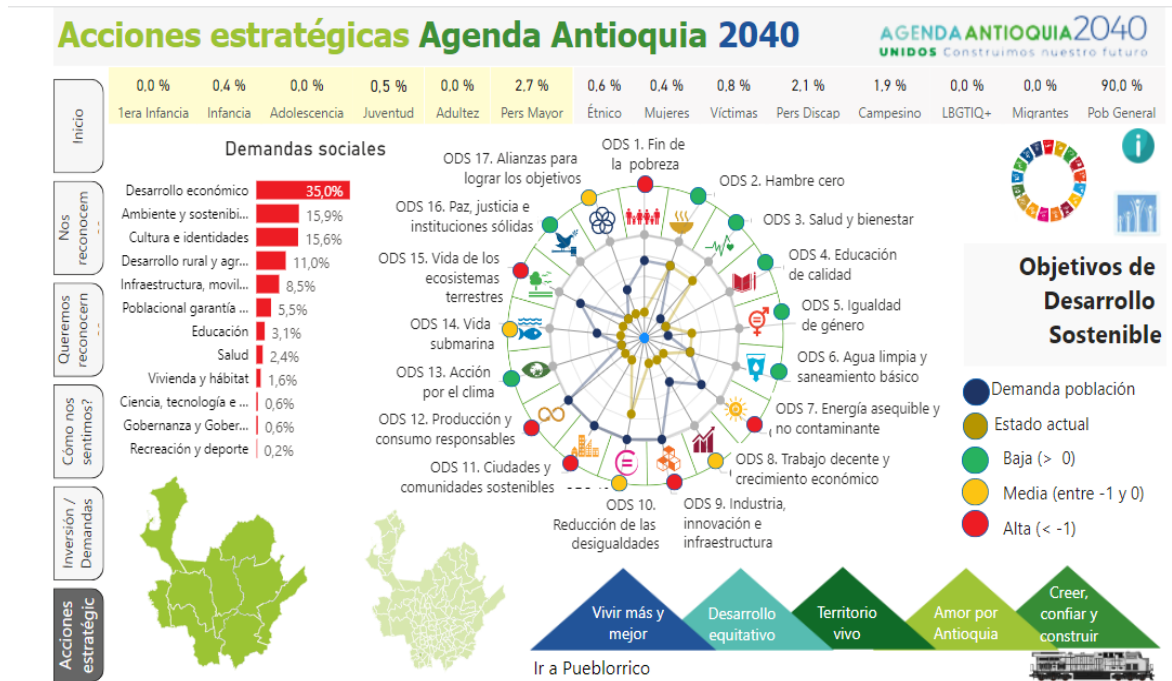 Acciones estratégicas Agenda Antioquia 2040
AGENDA ANTIOQUIA 2040
UNIDOS Construimos nuestro futuro
0,0 % 0,4 % 0,0 % 0,5 % 0,0 % 2,7 % 0,6 % 0,4 % 0,8 % 2,1 % 1,9 % 0,0 % 0,0 % 90,0 %
1era Infancia Infancia Adolescencia Juventud Adultez Pers Mayor Étnico Mujeres Víctimas Pers Discap Campesino LBGTIQ+ Migrantes Pob General
Inicio
Nos
reconocem
Queremos
reconocern
Cómo nos
sentimos?
Inversión /
Demandas
Acciones
estratégic
Demandas sociales
Desarrollo económico 35,0%
Ambiente y sostenibi... 15,9%
Cultura e identidades 15,6%
Desarrollo rural y agr... 11,0%
Infraestructura, movil... 8,5%
Poblacional garantía ... 5,5%
Educación 3,1%
Salud 2,4%
Vivienda y hábitat 1,6%
Ciencia, tecnología e ... 0,6%
Gobernanza y Gober... 0,6%
Recreación y deporte 0,2%
ODS 1. Fin de
la pobreza
ODS 2. Hambre cero
ODS 3. Salud y bienestar
ODS 4. Educación
de calidad
ODS 5. Igualdad
de género
ODS 6. Agua limpia y
saneamiento básico
ODS 7. Energía asequible y
no contaminante
ODS 8. Trabajo decente y
crecimiento económico
ODS 9. Industria,
innovación e
infraestructura
ODS 10.
Reducción de las
desigualdades
ODS 11. Ciudades y
comunidades sostenibles
ODS 12. Producción y
consumo responsables
ODS 13. Acción
por el clima
ODS 14. Vida
submarina
ODS 15. Vida de los
ecosistemas
terrestres
ODS 16. Paz, justicia e
instituciones sólidas
ODS 17. Alianzas para
lograr los objetivos
i
Objetivos de
Desarrollo
Sostenible
Demanda población
Estado actual
Baja (> 0)
Media (entre -1 y 0)
Alta (< -1)
Vivir más y
mejor
Desarrollo
equitativo
Territorio
vivo
Amor por
Antioquia
Creer,
confiar y
construir
Ir a Pueblorrico